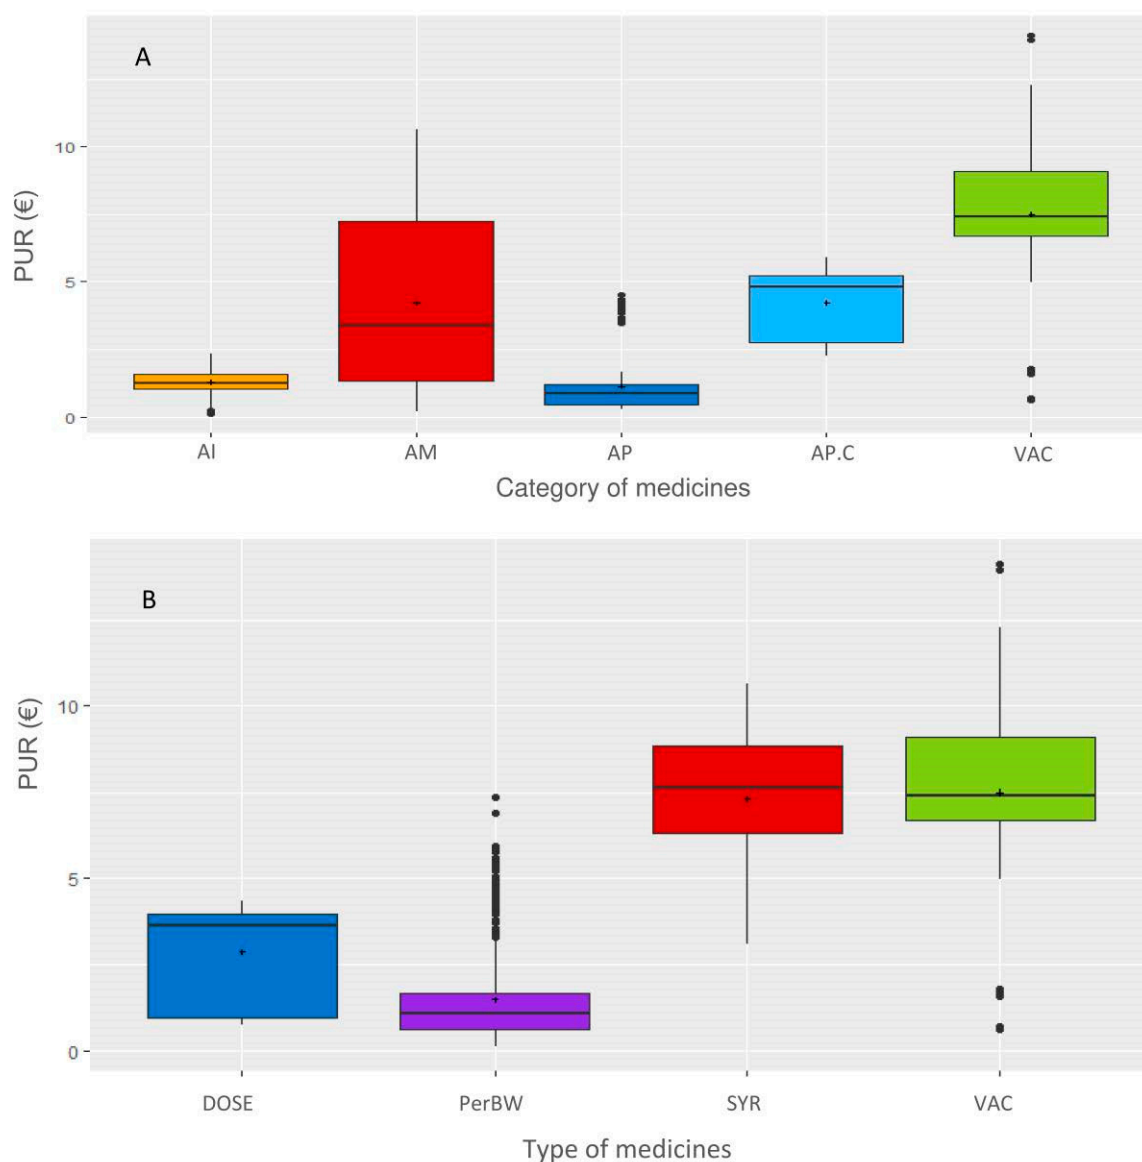 A
PUR (€)
10
5
0
AI AM AP AP.C VAC
Category of medicines
B
PUR (€)
10
5
0
DOSE PerBW SYR VAC
Type of medicines